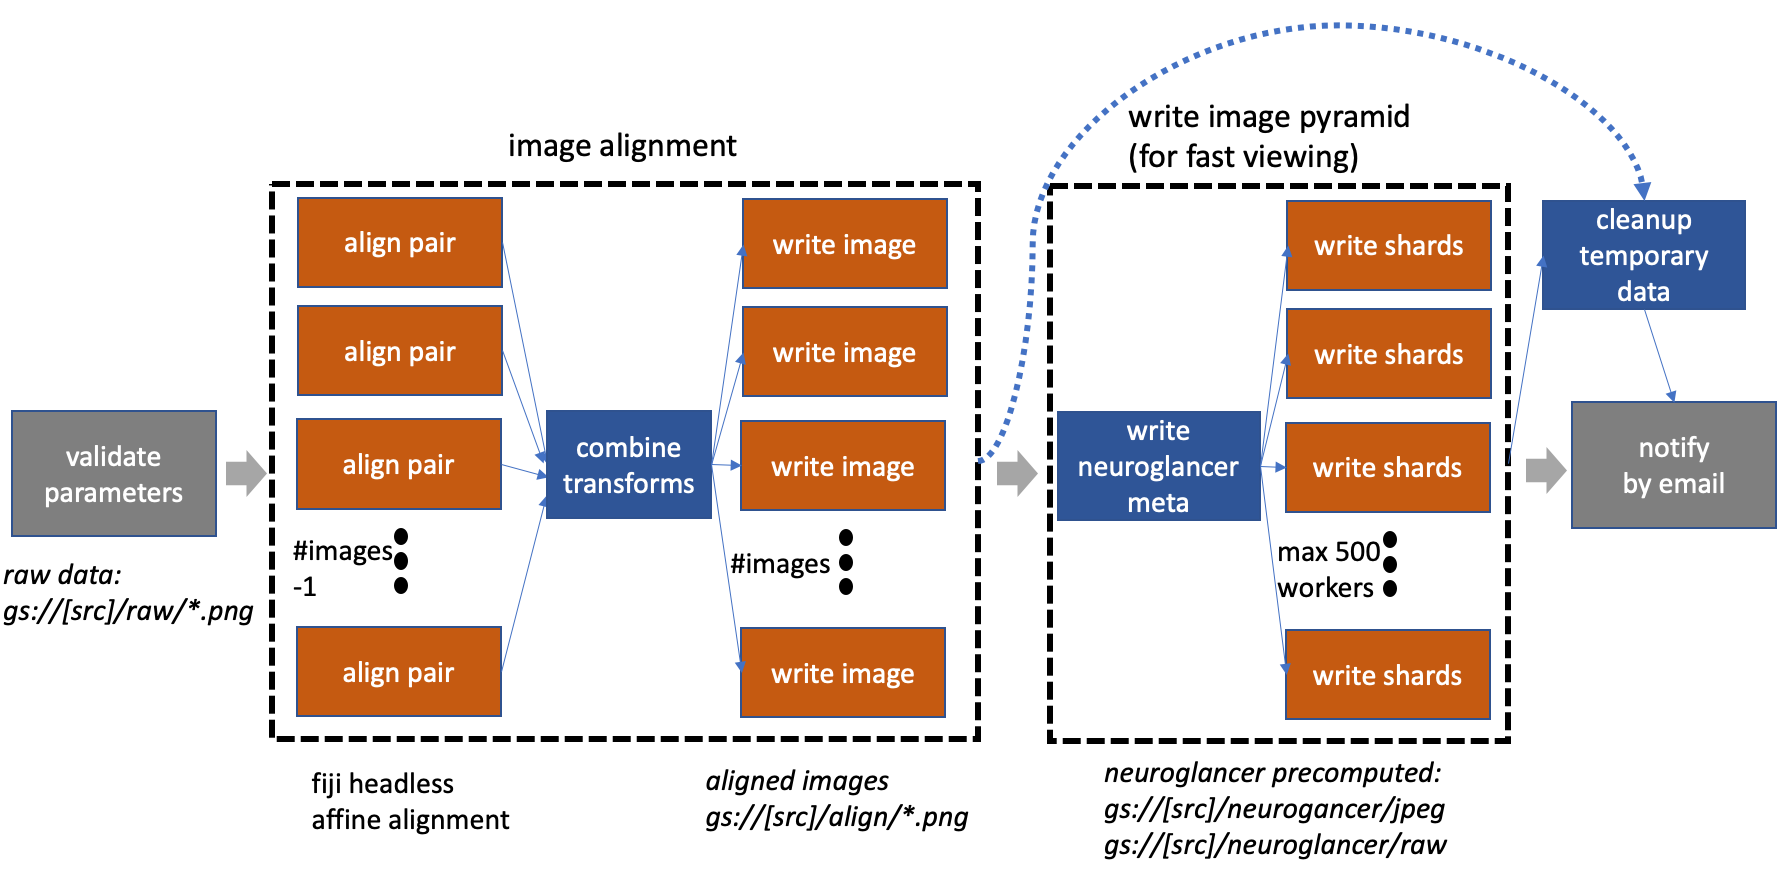 image alignment
write image pyramid
(for fast viewing)
validate
parameters
raw data:
gs://[src]/raw/*.png
align pair
align pair
align pair
#images
-1
align pair
fiji headless
affine alignment
combine
transforms
write image
write image
write image
#images
write image
aligned images
gs://[src]/align/*.png
write
neuroglancer
meta
write shards
write shards
write shards
max 500
workers
write shards
neuroglancer precomputed:
gs://[src]/neurogancer/jpeg
gs://[src]/neuroglancer/raw
cleanup
temporary
data
notify
by email